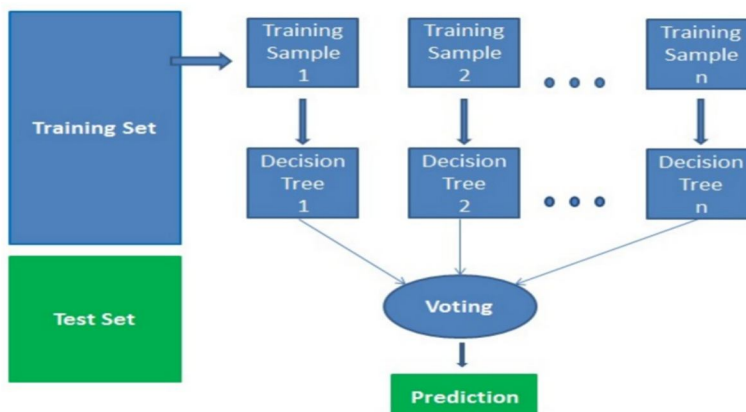 Training Set
Training
Sample
1
Training
Sample
2
Training
Sample
n
Decision
Tree
1
Decision
Tree
2
Decision
Tree
n
Test Set
Voting
Prediction